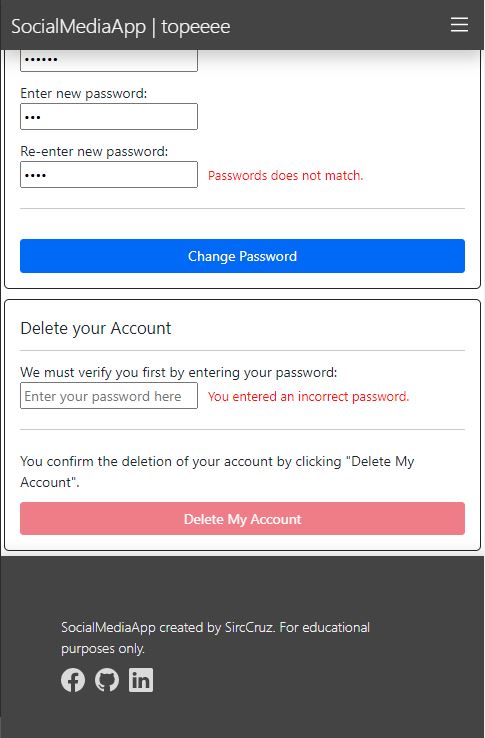 SocialMediaApp | topeeee
••••••
Enter new password:
•••
Re-enter new password:
•••• Passwords does not match.
Change Password
Delete your Account
We must verify you first by entering your password:
Enter your password here You entered an incorrect password.
You confirm the deletion of your account by clicking "Delete My
Account".
Delete My Account
SocialMediaApp created by SircCruz. For educational
purposes only.